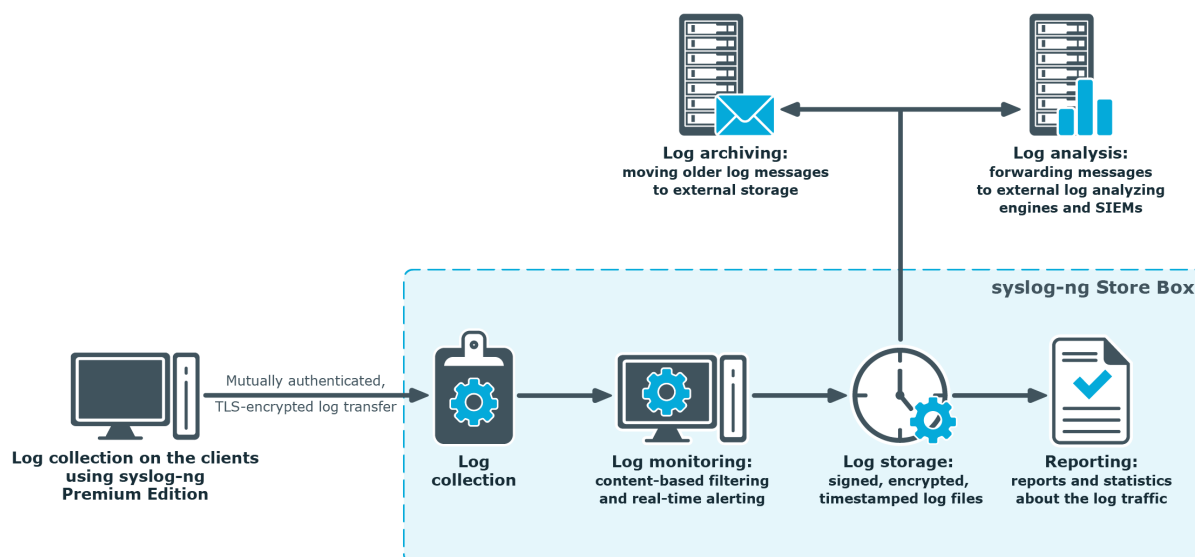 Log archiving:
moving older log messages
to external storage
Log analysis:
forwarding messages
to external log analyzing
engines and SIEMs
syslog-ng Store Box
Mutually authenticated,
TLS-encrypted log transfer
Log collection on the clients
using syslog-ng
Premium Edition
Log
collection
Log monitoring:
content-based filtering
and real-time alerting
Log storage:
signed, encrypted,
timestamped log files
Reporting:
reports and statistics
about the log traffic